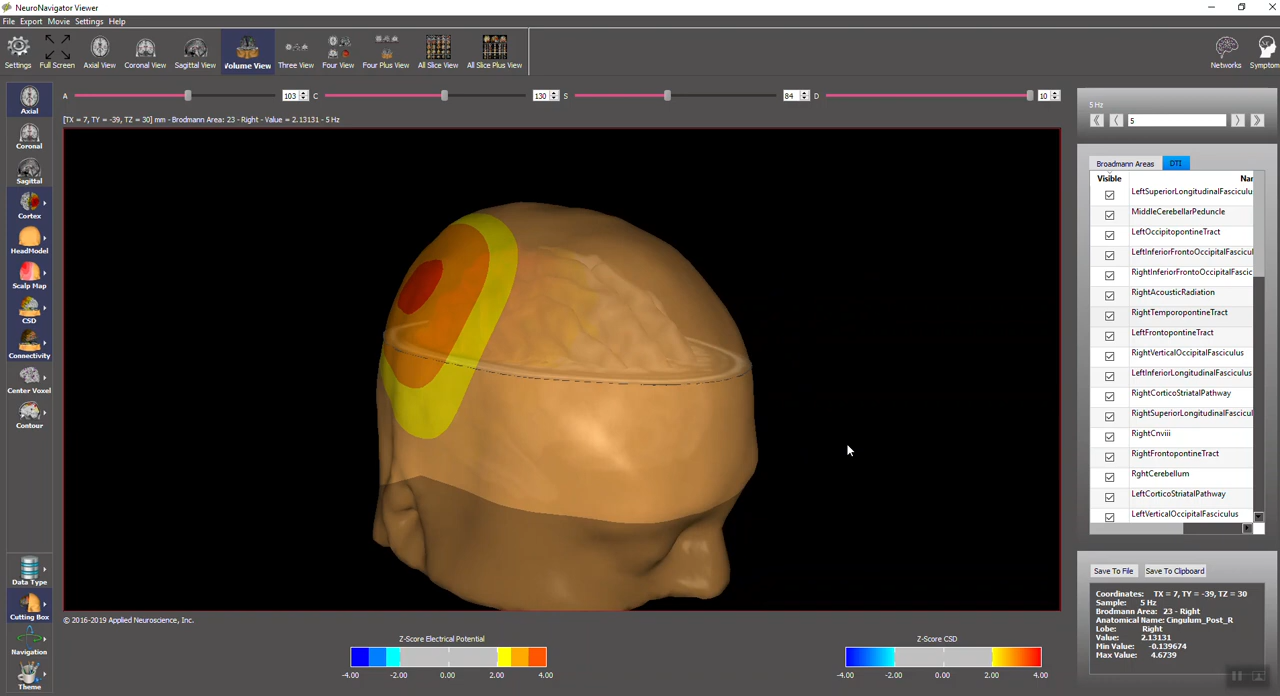 NeuroNavigator Viewer
File Export Movie Settings Help
Settings Full Screen Axial View Coronal View Sagittal View Volume View Three View Four View Four Plus View All Slice View All Slice Plus View Networks Symptom
A 103 C 130 S 84 D 10
[TX = 7, TY = -39, TZ = 30] mm - Brodmann Area: 23 - Right - Value = 2.13131 - 5 Hz
Axial
Coronal
Sagittal
Cortex
HeadModel
Scalp Map
CSD
Connectivity
Center Voxel
Contour
Data Type
Cutting Box
Navigation
Theme
5 Hz
5
Broadmann Areas DTI
Visible Nar
LeftSuperiorLongitudinalFasciculu
MiddleCerebellarPeduncle
LeftOccipitopontineTract
LeftInferiorFrontoOccipitalFascicu
RightInferiorFrontoOccipitalFascic
RightAcousticRadiation
RightTemporopontineTract
LeftFrontopontineTract
RightVerticalOccipitalFasciculus
LeftInferiorLongitudinalFasciculus
RightCorticoStriatalPathway
RightSuperiorLongitudinalFascicul
RightCnviii
RightFrontopontineTract
RghtCerebellum
LeftCorticoStriatalPathway
LeftVerticalOccipitalFasciculus
Save To File Save To Clipboard
Coordinates: TX = 7, TY = -39, TZ = 30
Sample: 5 Hz
Brodmann Area: 23 - Right
Anatomical Name: Cingulum_Post_R
Lobe: Right
Value: 2.13131
Min Value: -0.139674
Max Value: 4.6739
© 2016-2019 Applied Neuroscience, Inc.
Z-Score Electrical Potential
-4.00 -2.00 0.00 2.00 4.00
Z-Score CSD
-4.00 -2.00 0.00 2.00 4.00